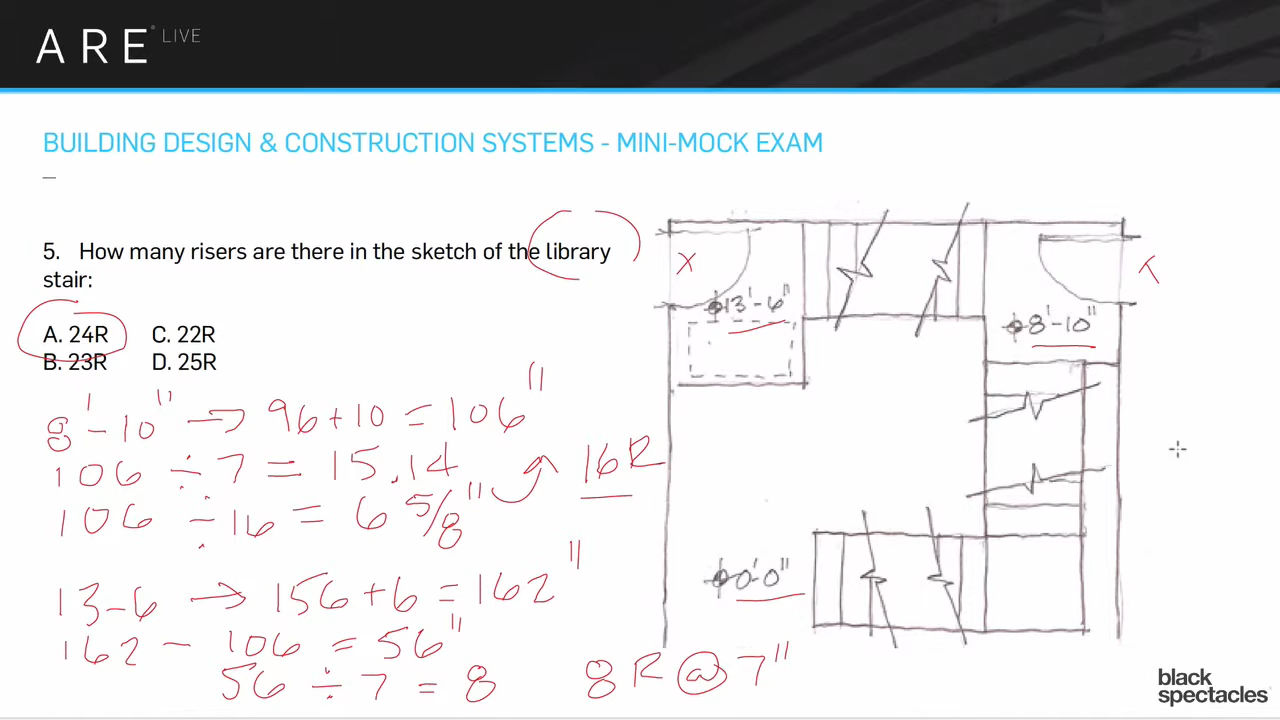 ARE LIVE
BUILDING DESIGN & CONSTRUCTION SYSTEMS - MINI-MOCK EXAM
5. How many risers are there in the sketch of the library
stair:
A. 24R C. 22R
B. 23R D. 25R
8'-10" → 96+10 = 106"
106 ÷ 7 = 15.14 16R
106 ÷ 16 = 6 5/8"
13-6 → 156+6 = 162"
162 - 106 = 56"
56 ÷ 7 = 8 8R @ 7"
X
13'-6"
8'-10"
0'-0"
black
spectacles